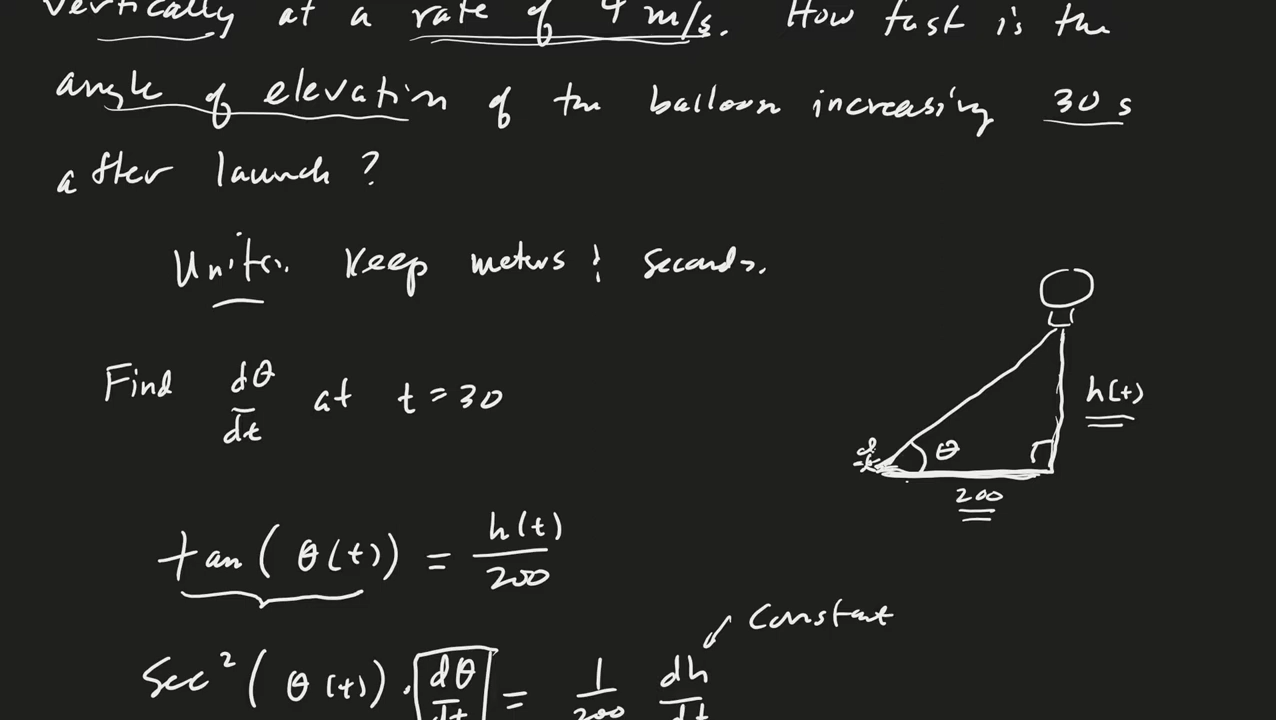 vertically at a rate of 4 m/s. How fast is the
angle of elevation of the balloon increasing 30 s
after launch?
Units: Keep meters & seconds.
Find dθ/dt at t = 30
h(t)
θ
200
tan(θ(t)) = h(t)/200
Constant
Sec²(θ(t)) · dθ/dt = 1/200 dh/dt